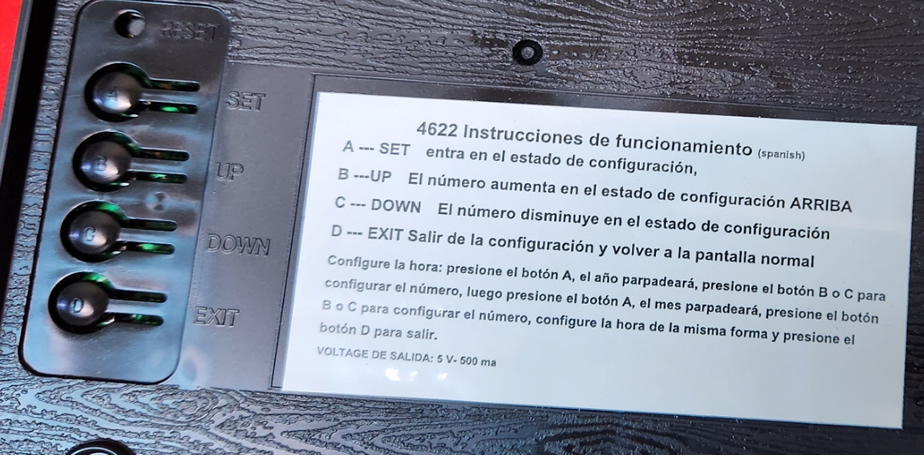 RESET
A
SET
B
UP
C
DOWN
D
EXIT
4622 Instrucciones de funcionamiento (spanish)
A --- SET entra en el estado de configuración,
B ---UP El número aumenta en el estado de configuración ARRIBA
C --- DOWN El número disminuye en el estado de configuración
D --- EXIT Salir de la configuración y volver a la pantalla normal
Configure la hora: presione el botón A, el año parpadeará, presione el botón B o C para
configurar el número, luego presione el botón A, el mes parpadeará, presione el botón
B o C para configurar el número, configure la hora de la misma forma y presione el
botón D para salir.
VOLTAGE DE SALIDA: 5 V- 500 ma